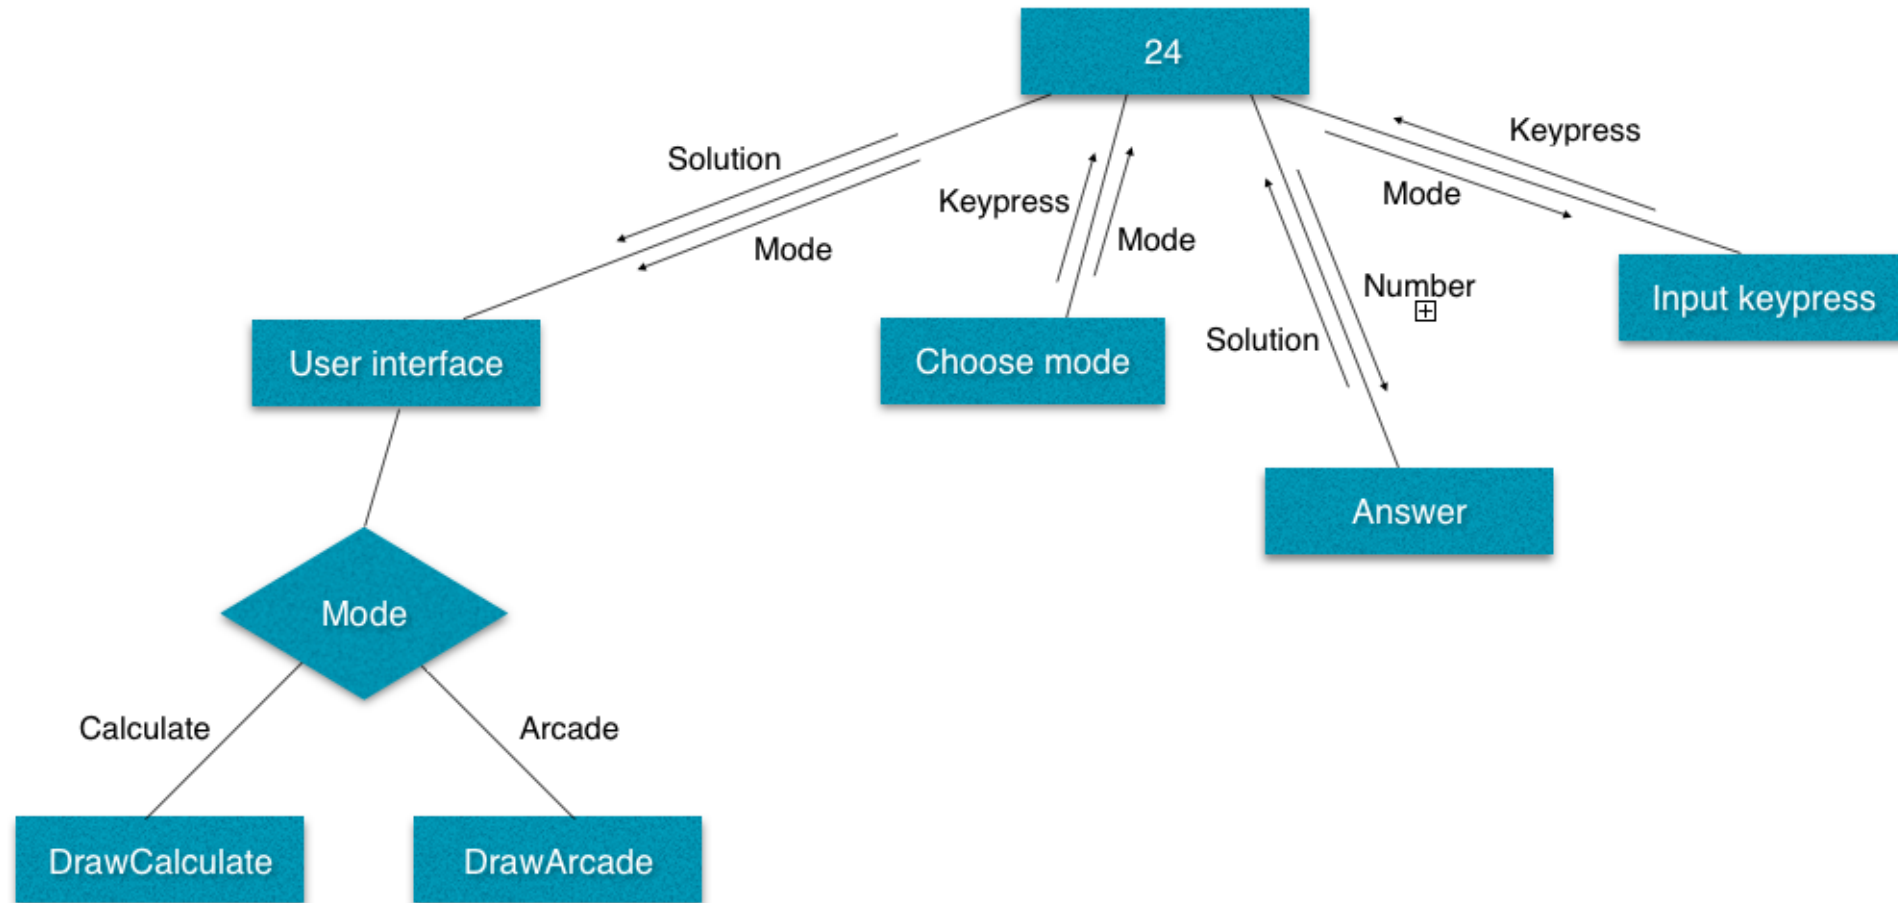 24
Solution
Mode
Keypress
Mode
Solution
Number
Keypress
Mode
User interface
Choose mode
Answer
Input keypress
Mode
Calculate
Arcade
DrawCalculate
DrawArcade